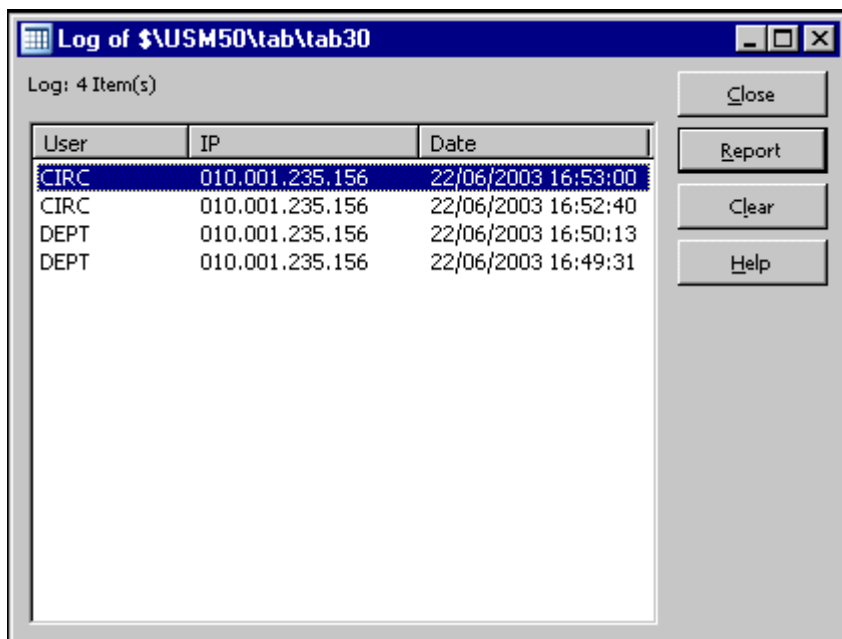 Log of $\USM50\tab\tab30
Log: 4 Item(s)
Close
User IP Date
Report
CIRC 010.001.235.156 22/06/2003 16:53:00
CIRC 010.001.235.156 22/06/2003 16:52:40
Clear
DEPT 010.001.235.156 22/06/2003 16:50:13
DEPT 010.001.235.156 22/06/2003 16:49:31
Help